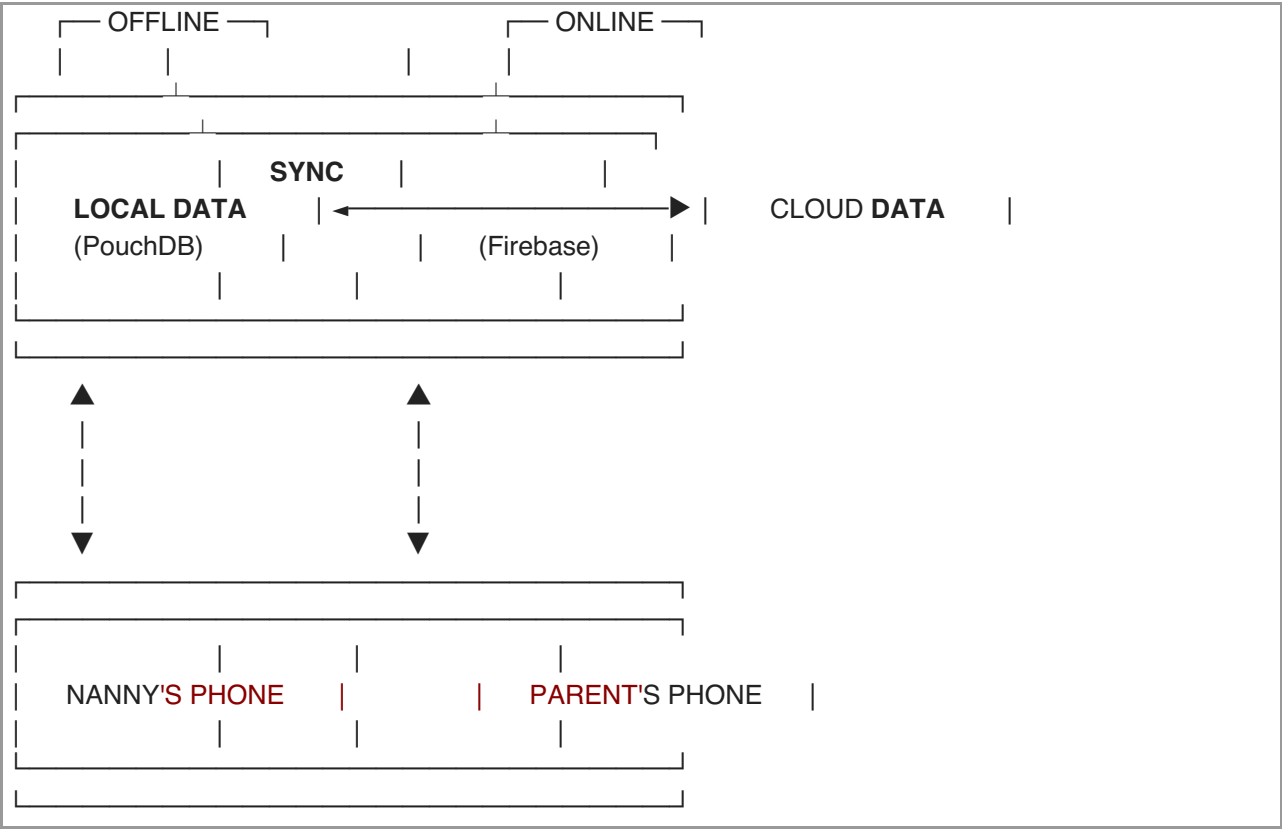 OFFLINE ONLINE
SYNC
LOCAL DATA CLOUD DATA
(PouchDB) (Firebase)
NANNY'S PHONE PARENT'S PHONE